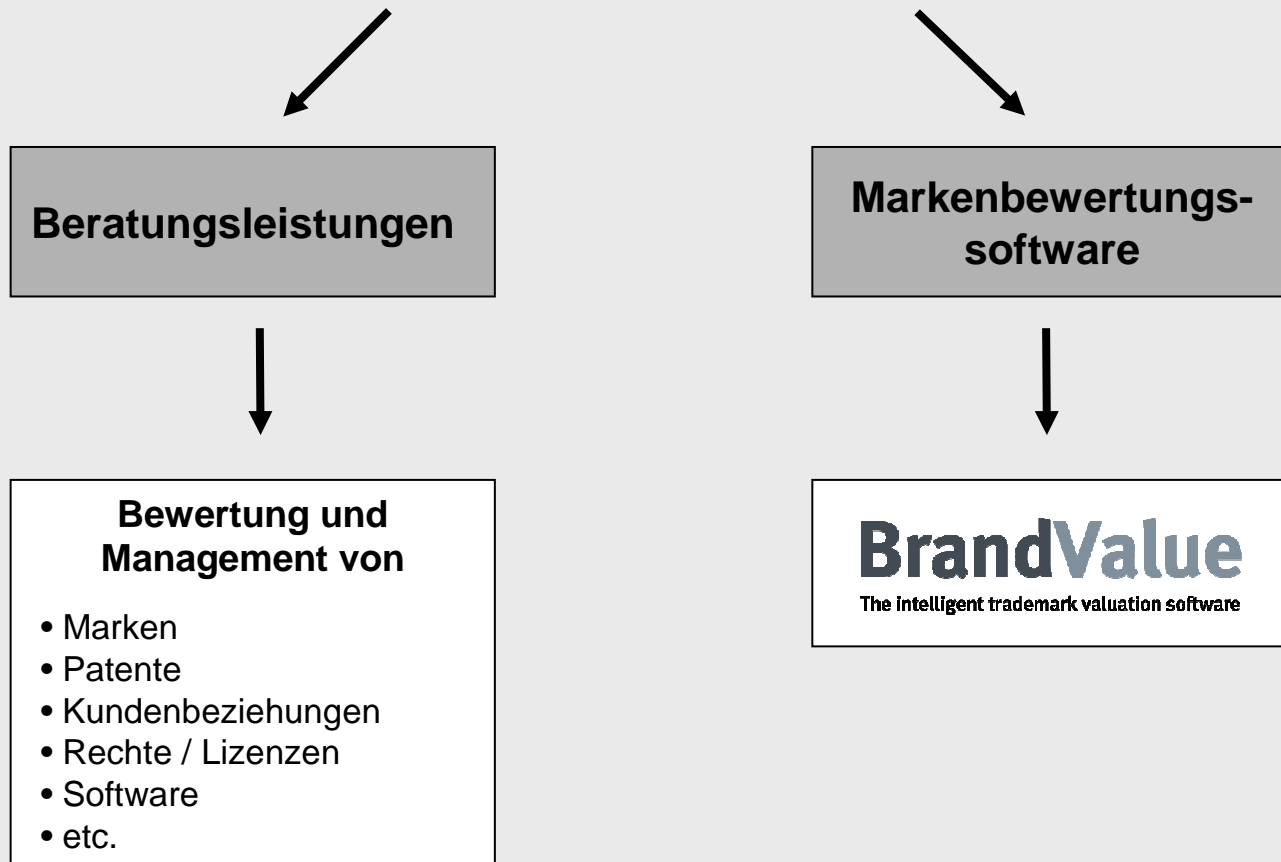 Beratungsleistungen
Markenbewertungs-
software
Bewertung und
Management von
• Marken
• Patente
• Kundenbeziehungen
• Rechte / Lizenzen
• Software
• etc.
BrandValue
The intelligent trademark valuation software